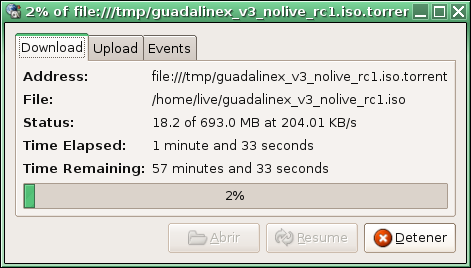 2% of file:///tmp/guadalinex_v3_nolive_rc1.iso.torrer
Download Upload Events
Address: file:///tmp/guadalinex_v3_nolive_rc1.iso.torrent
File: /home/live/guadalinex_v3_nolive_rc1.iso
Status: 18.2 of 693.0 MB at 204.01 KB/s
Time Elapsed: 1 minute and 33 seconds
Time Remaining: 57 minutes and 33 seconds
2%
Abrir Resume Detener